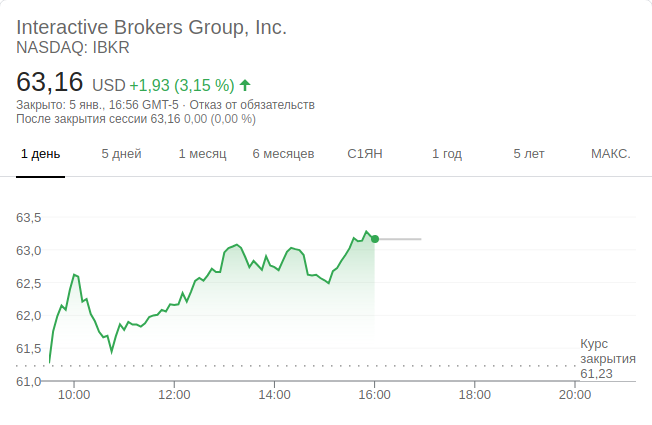 Interactive Brokers Group, Inc.
NASDAQ: IBKR
63,16 USD +1,93 (3,15 %)
Закрыто: 5 янв., 16:56 GMT-5 · Отказ от обязательств
После закрытия сессии 63,16 0,00 (0,00 %)
1 день 5 дней 1 месяц 6 месяцев С1ЯН 1 год 5 лет МАКС.
63,5
63,0
62,5
62,0
61,5
Курс
закрытия
61,23
61,0
10:00 12:00 14:00 16:00 18:00 20:00